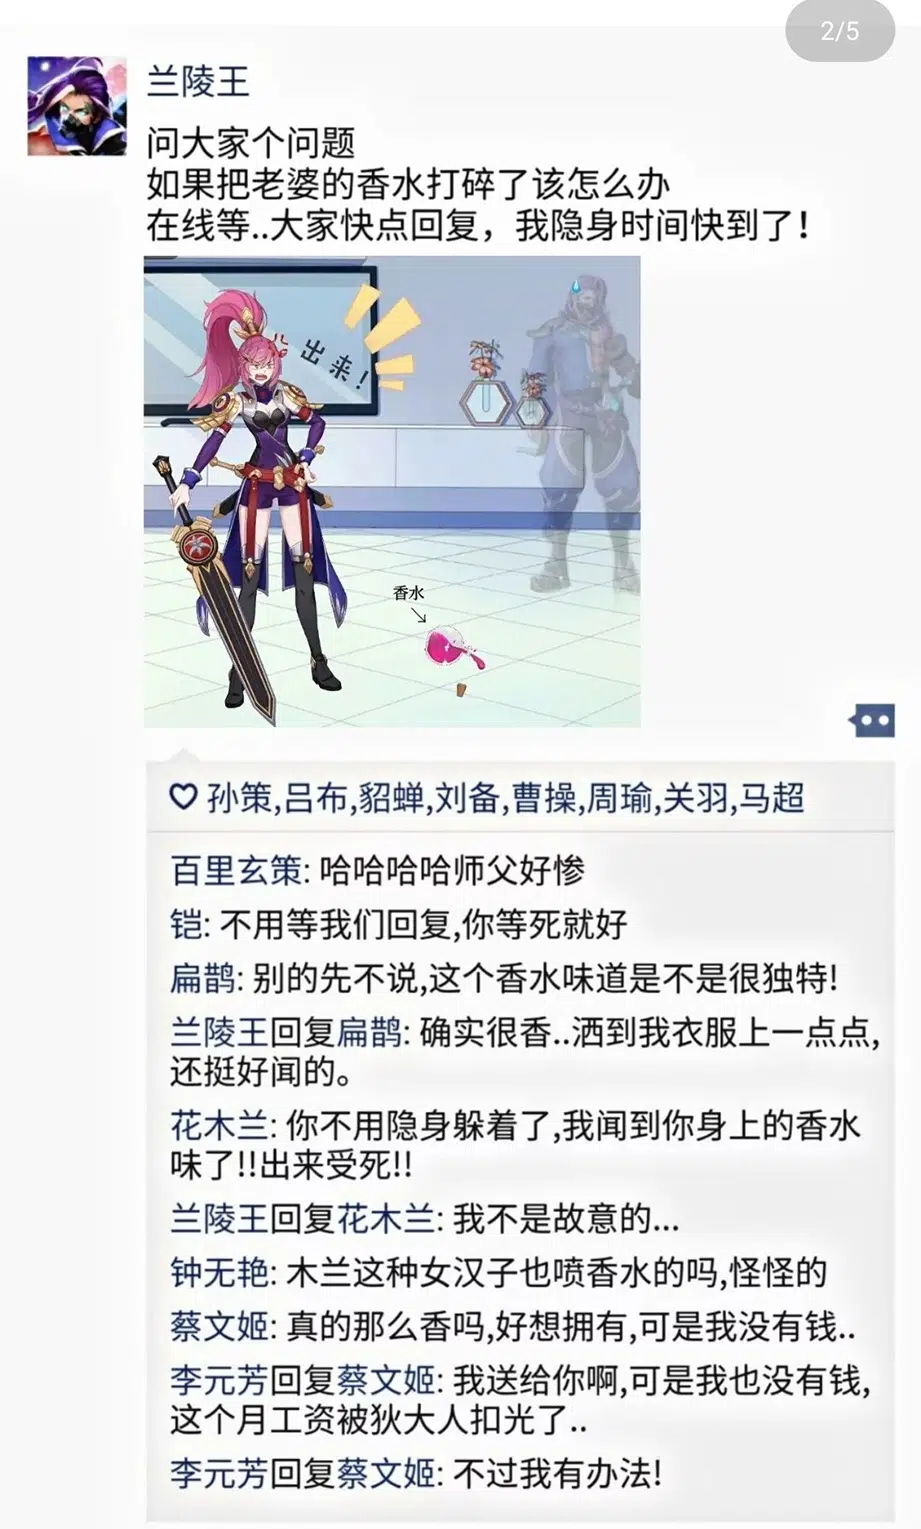 2/5
兰陵王
问大家个问题
如果把老婆的香水打碎了该怎么办
在线等..大家快点回复，我隐身时间快到了！
出来！
香水
孙策,吕布,貂蝉,刘备,曹操,周瑜,关羽,马超
百里玄策: 哈哈哈哈师父好惨
铠: 不用等我们回复,你等死就好
扁鹊: 别的先不说,这个香水味道是不是很独特!
兰陵王回复扁鹊: 确实很香..洒到我衣服上一点点,
还挺好闻的。
花木兰: 你不用隐身躲着了,我闻到你身上的香水
味了!!出来受死!!
兰陵王回复花木兰: 我不是故意的...
钟无艳: 木兰这种女汉子也喷香水的吗,怪怪的
蔡文姬: 真的那么香吗,好想拥有,可是我没有钱..
李元芳回复蔡文姬: 我送给你啊,可是我也没有钱,
这个月工资被狄大人扣光了..
李元芳回复蔡文姬: 不过我有办法!